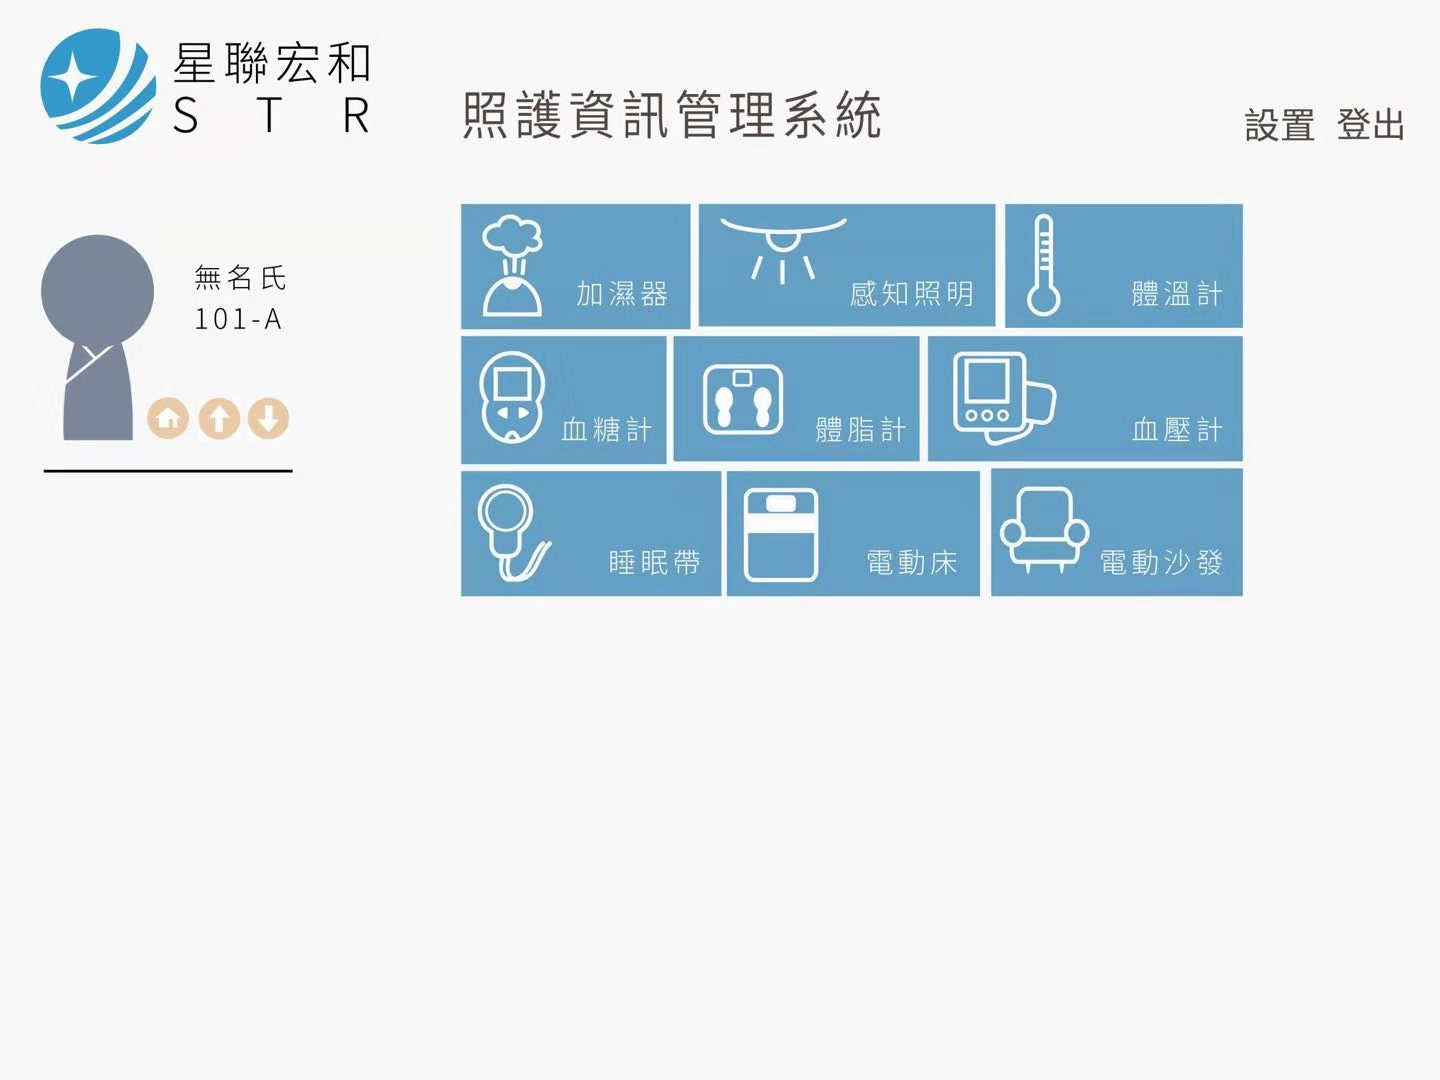 星聯宏和
STR
照護資訊管理系統
設置 登出
無名氏
101-A
加濕器
感知照明
體溫計
血糖計
體脂計
血壓計
睡眠帶
電動床
電動沙發